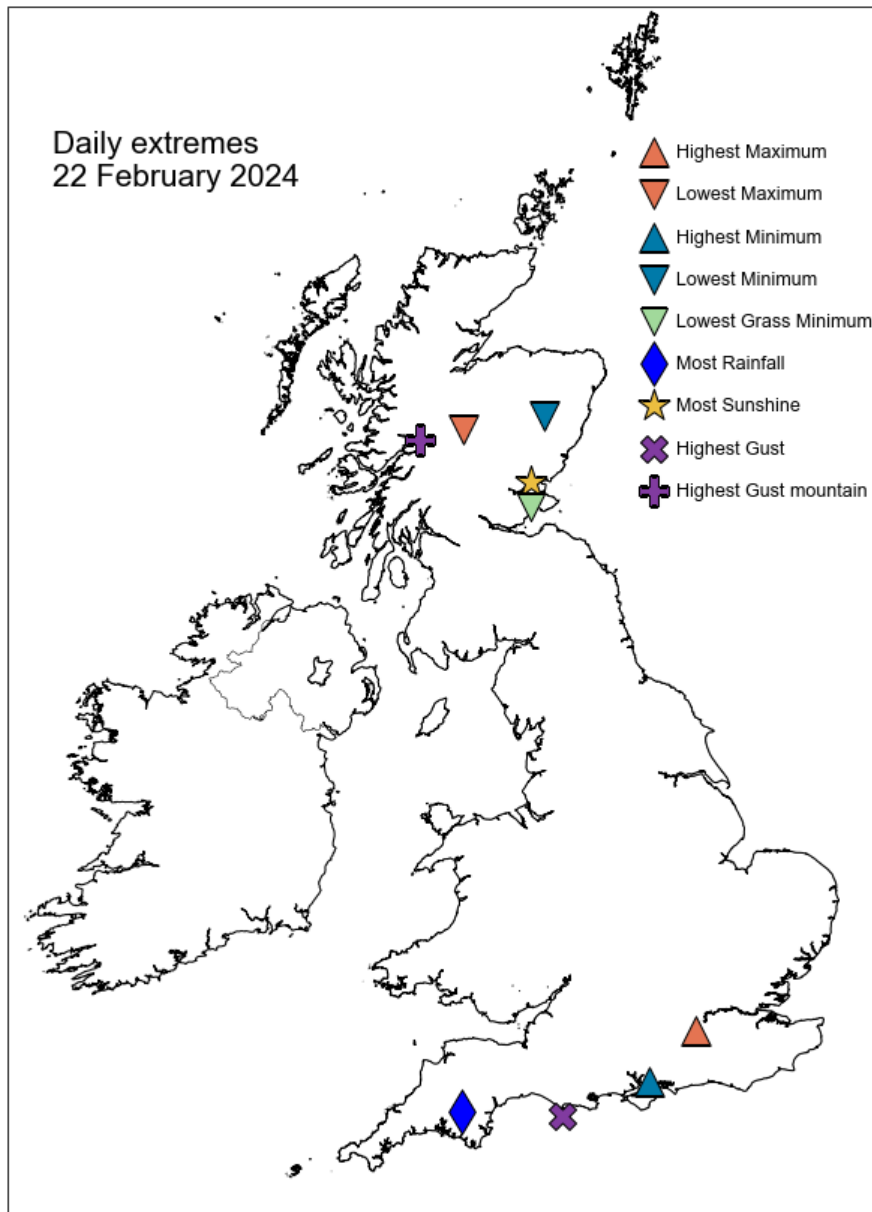 Daily extremes
22 February 2024
Highest Maximum
Lowest Maximum
Highest Minimum
Lowest Minimum
Lowest Grass Minimum
Most Rainfall
Most Sunshine
Highest Gust
Highest Gust mountain